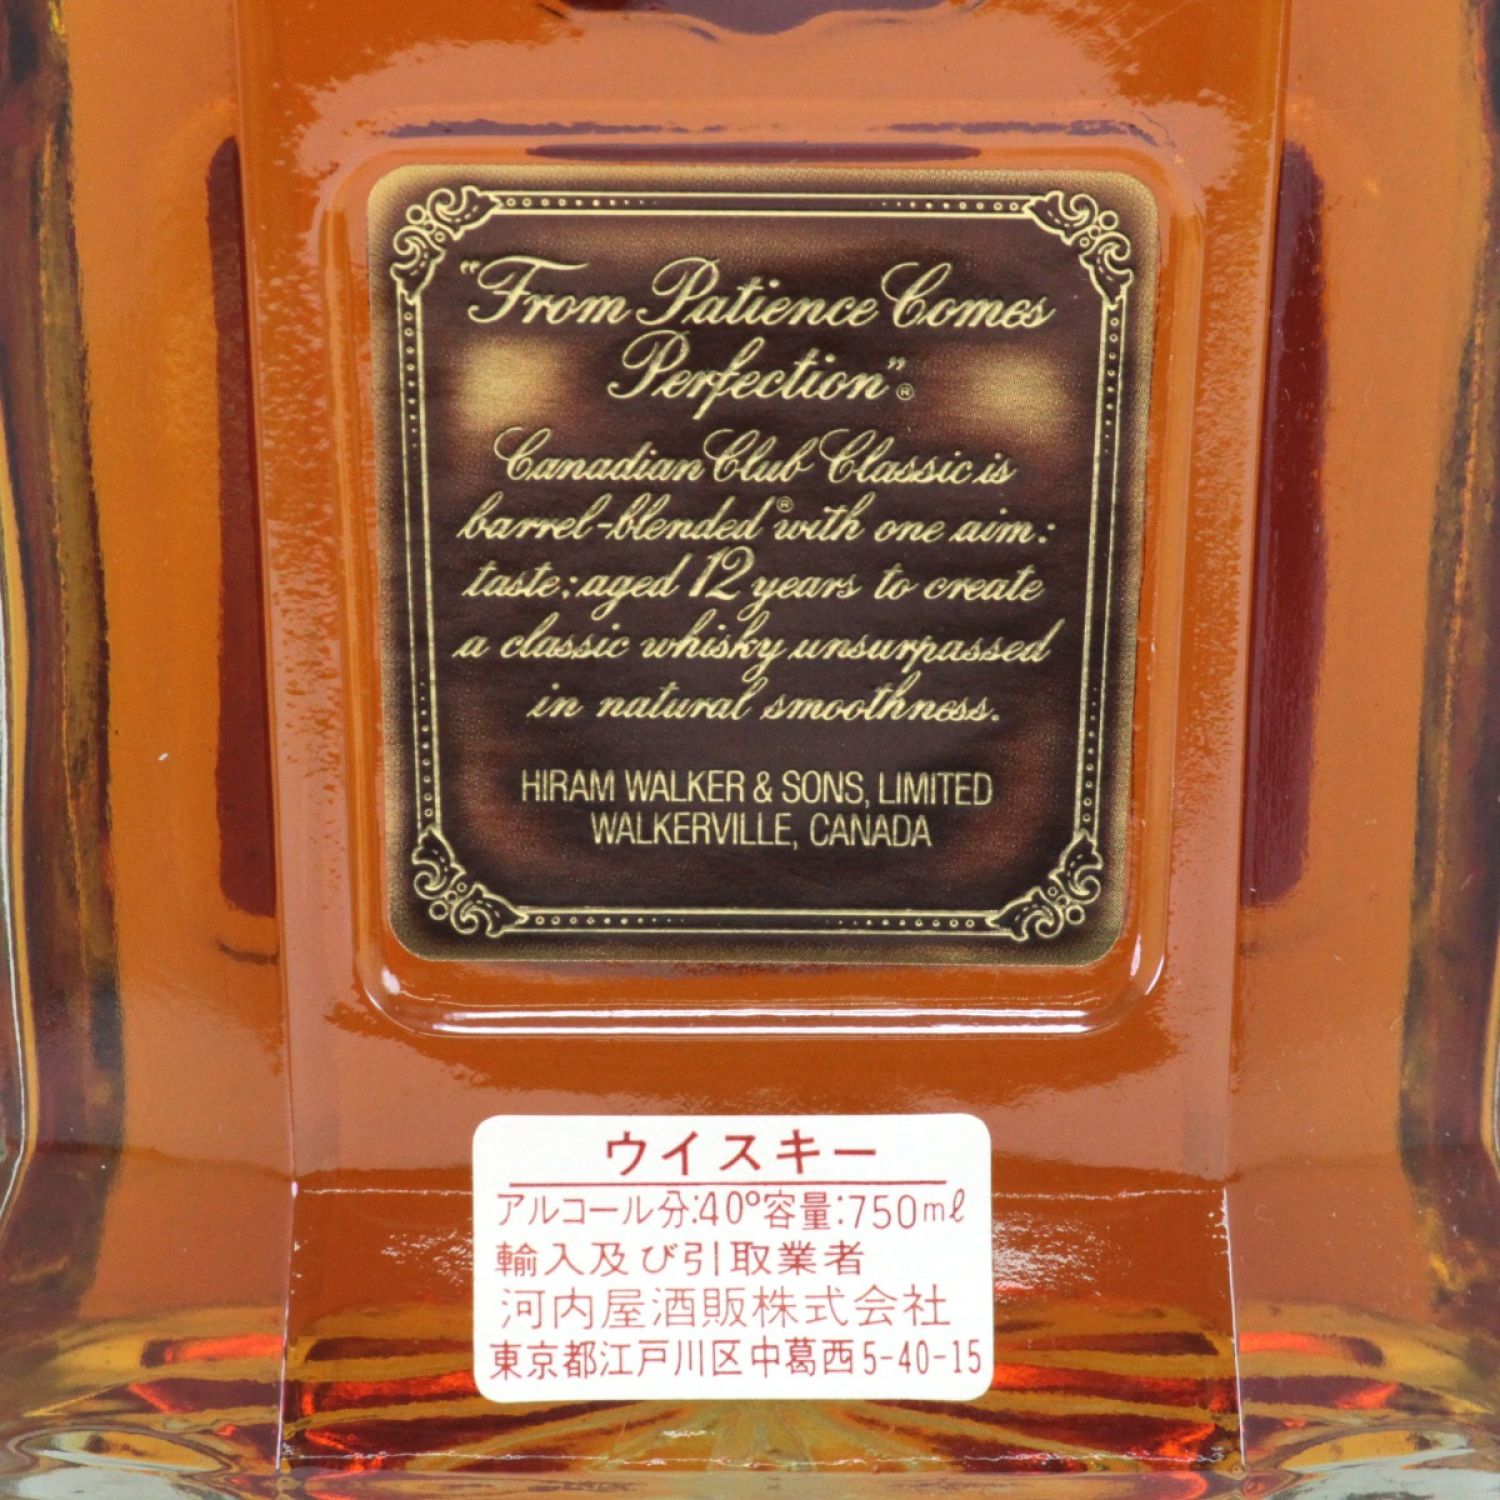 "From Patience Comes
Perfection"®
Canadian Club Classic is
barrel-blended® with one aim:
taste; aged 12 years to create
a classic whisky unsurpassed
in natural smoothness.
HIRAM WALKER & SONS, LIMITED
WALKERVILLE, CANADA
ウイスキー
アルコール分:40°容量:750mℓ
輸入及び引取業者
河内屋酒販株式会社
東京都江戸川区中葛西5-40-15